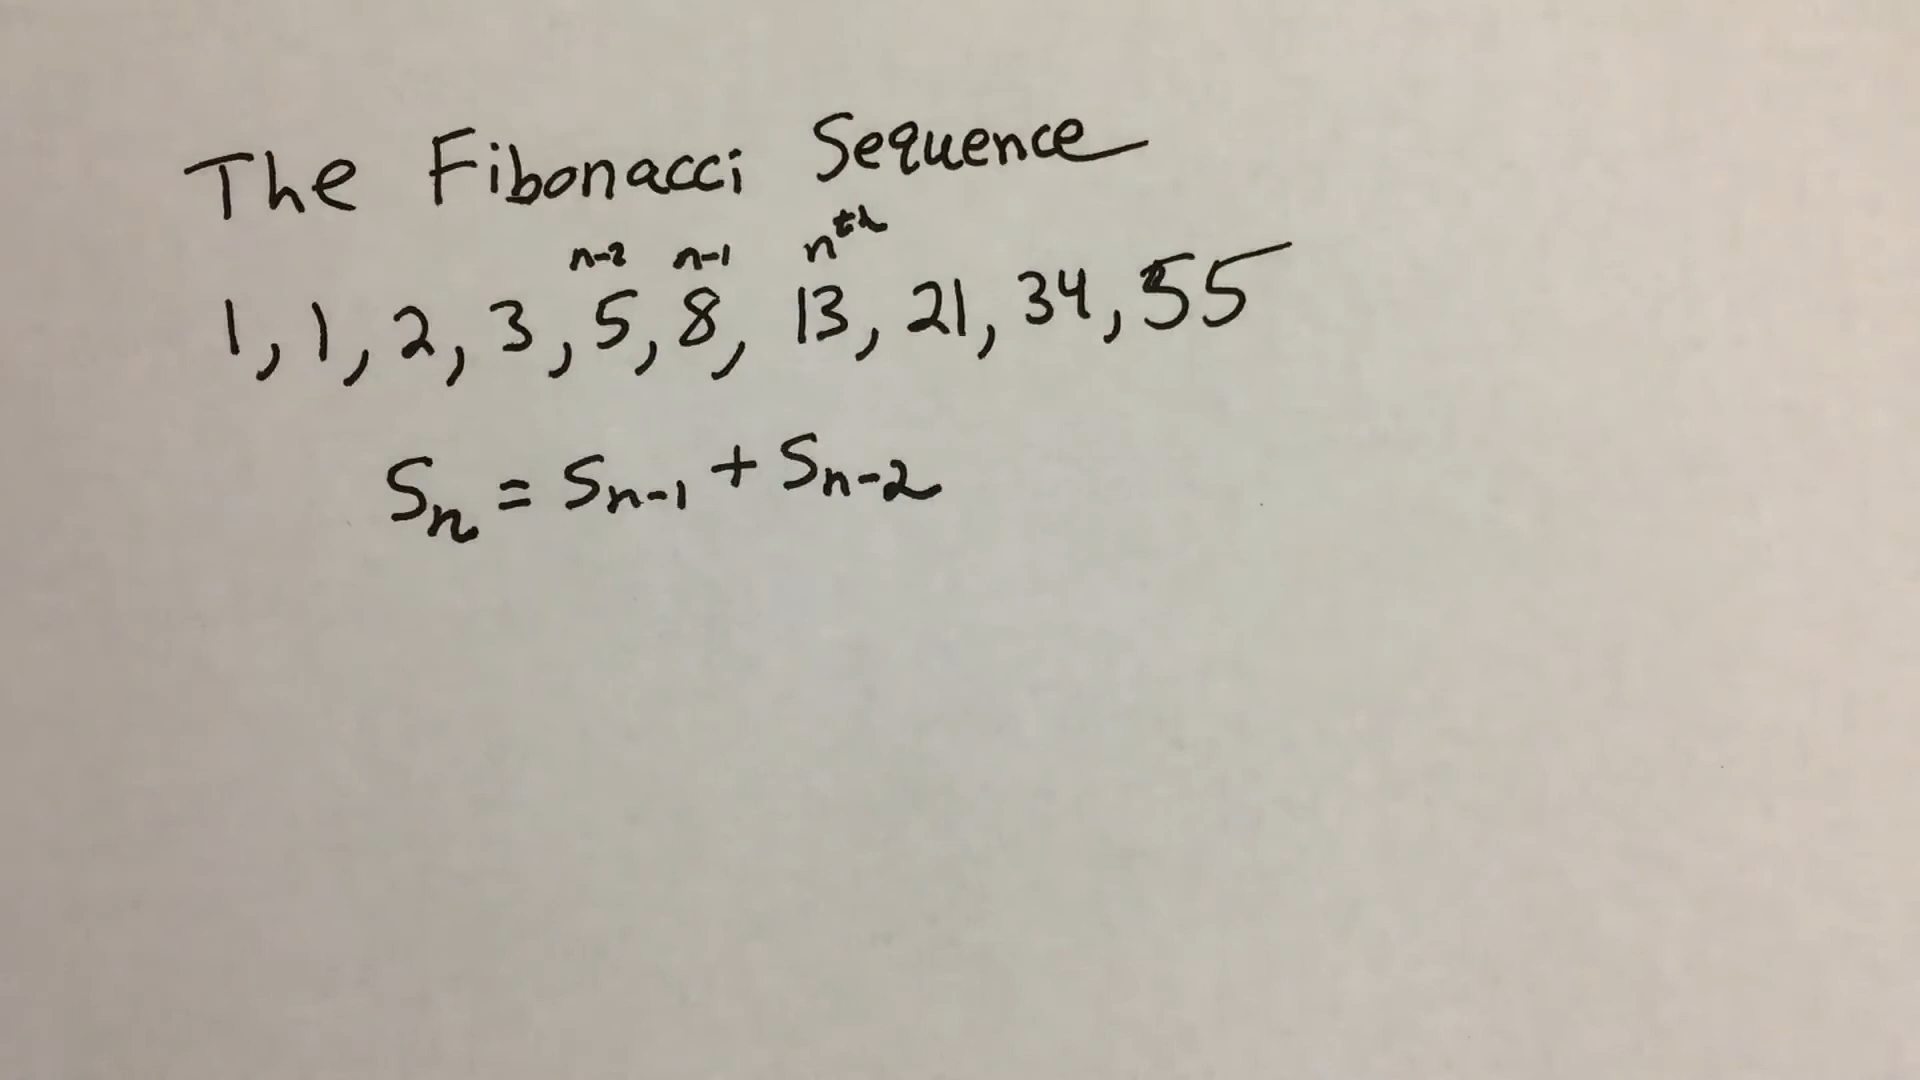 The Fibonacci Sequence
n-2 n-1 nth
1, 1, 2, 3, 5, 8, 13, 21, 34, 55
Sn = Sn-1 + Sn-2